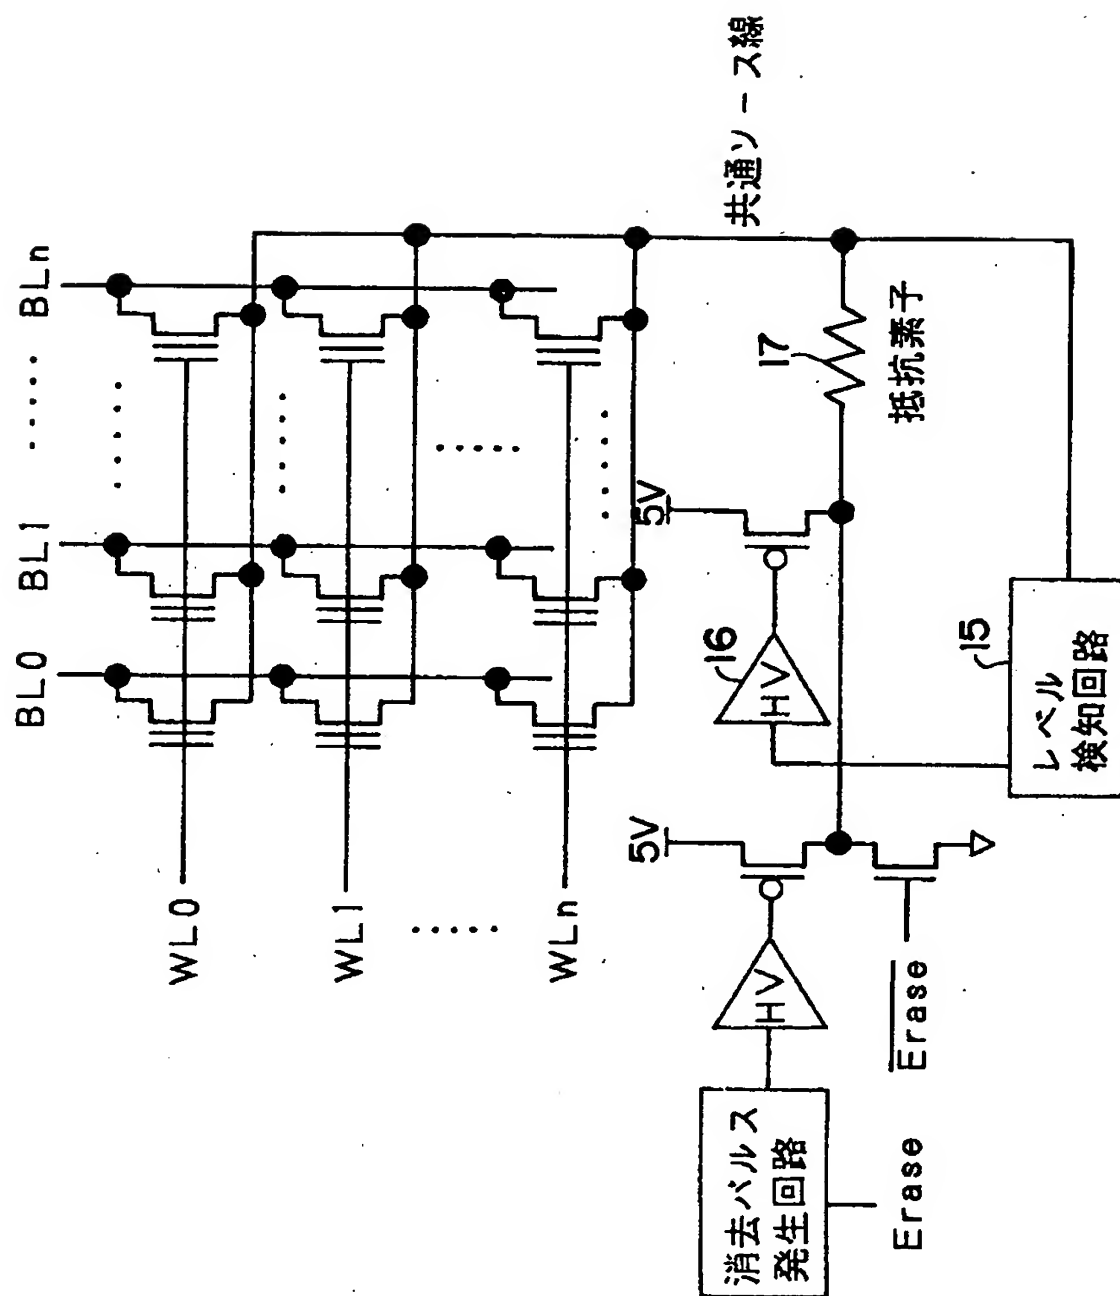 BL0 BL1 ····· BLn
·····
WL0
·····
WL1
·····
·····
WLn
·····
5V 5V
共通ソース線
16
17
消去パルス
発生回路
HV
HV
抵抗素子
Erase
Erase
15
レベル
検知回路